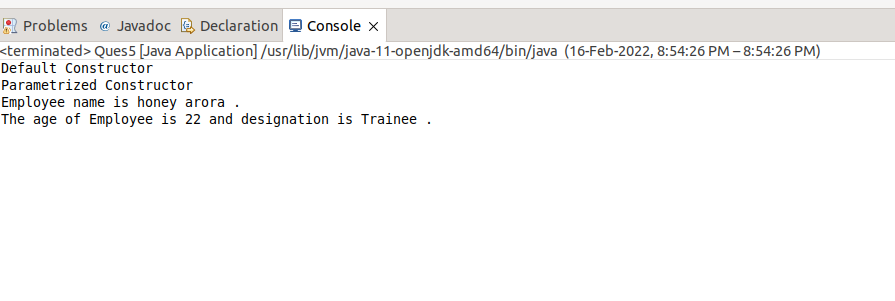 Problems @ Javadoc Declaration Console
<terminated> Ques5 [Java Application] /usr/lib/jvm/java-11-openjdk-amd64/bin/java (16-Feb-2022, 8:54:26 PM – 8:54:26 PM)
Default Constructor
Parametrized Constructor
Employee name is honey arora .
The age of Employee is 22 and designation is Trainee .